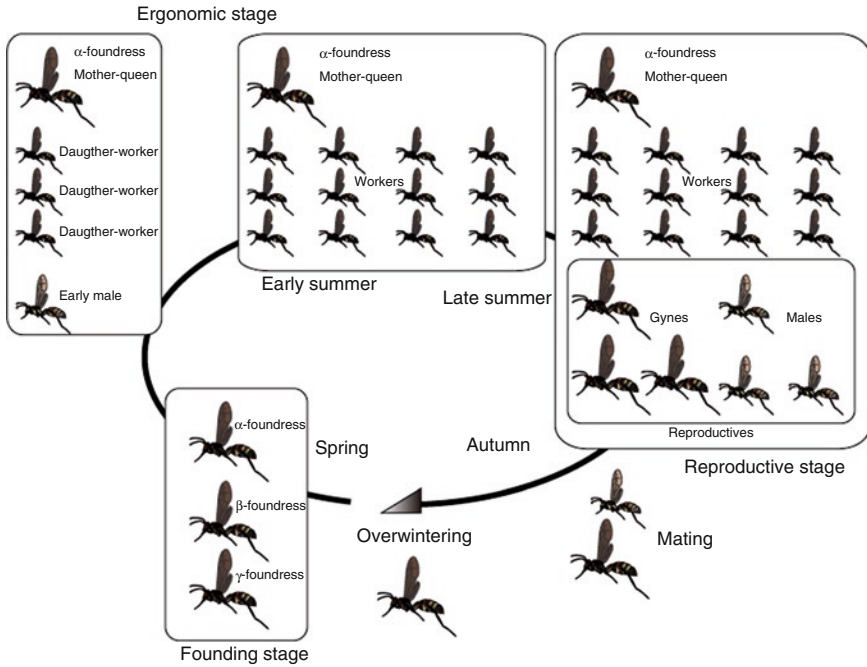 Ergonomic stage
α-foundress
Mother-queen
Daugther-worker
Daugther-worker
Daugther-worker
Early male
α-foundress
Mother-queen
Workers
Early summer
Late summer
α-foundress
Mother-queen
Workers
Gynes
Males
Reproductives
Reproductive stage
α-foundress
β-foundress
γ-foundress
Founding stage
Spring
Autumn
Overwintering
Mating